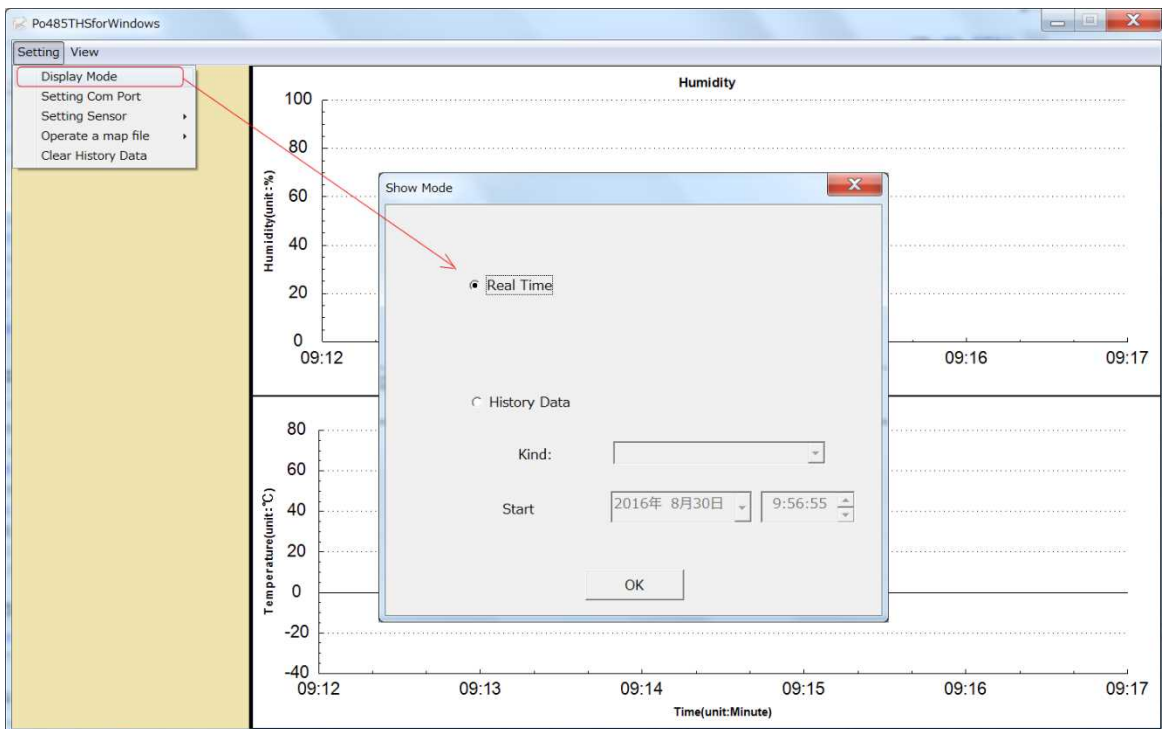 Po485THSforWindows
Setting View
Display Mode
Setting Com Port
Setting Sensor
Operate a map file
Clear History Data
Humidity
100
80
60
40
20
0
Humidity(unit:%)
09:12
09:16
09:17
Show Mode
Real Time
History Data
Kind:
Start
2016年 8月30日
9:56:55
OK
80
60
40
20
0
-20
-40
Temperature(unit:℃)
09:12
09:13
09:14
09:15
09:16
09:17
Time(unit:Minute)